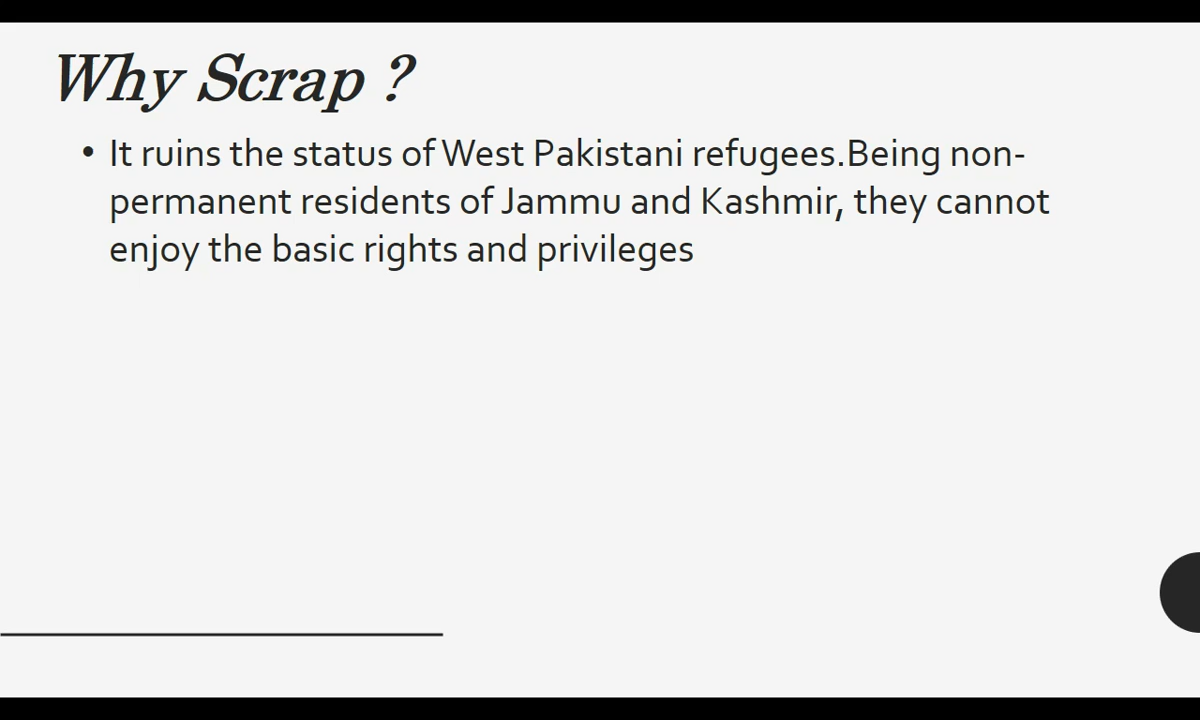 Why Scrap ?
• It ruins the status of West Pakistani refugees.Being non-
permanent residents of Jammu and Kashmir, they cannot
enjoy the basic rights and privileges